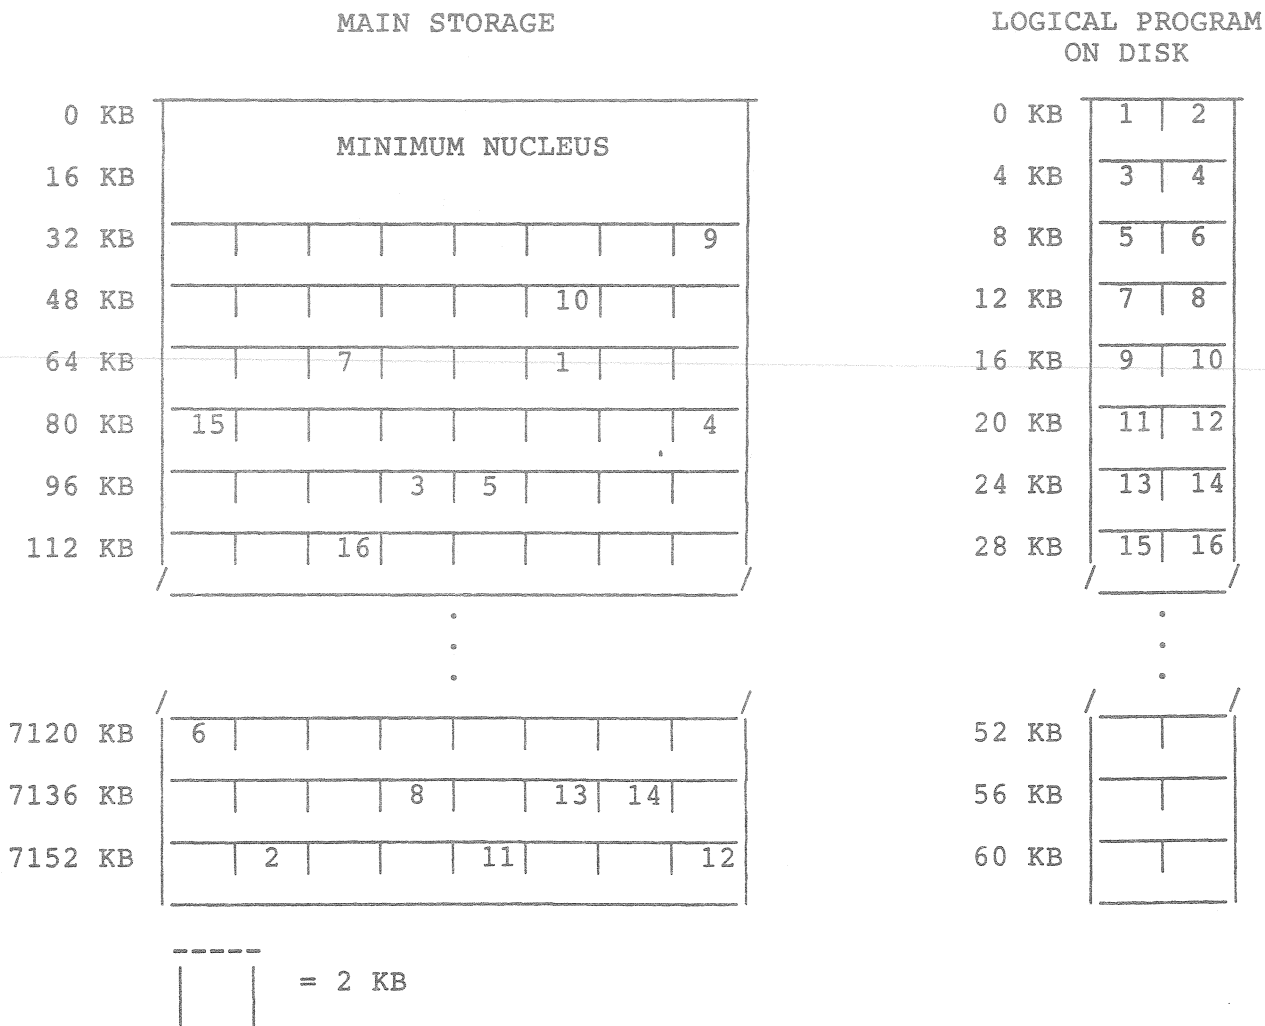 MAIN STORAGE LOGICAL PROGRAM
ON DISK
0 KB 0 KB 1 2
MINIMUM NUCLEUS
16 KB 4 KB 3 4
32 KB 9 8 KB 5 6
48 KB 10 12 KB 7 8
64 KB 7 1 16 KB 9 10
80 KB 15 4 20 KB 11 12
96 KB 3 5 24 KB 13 14
112 KB 16 28 KB 15 16
7120 KB 6 52 KB
7136 KB 8 13 14 56 KB
7152 KB 2 11 12 60 KB
= 2 KB